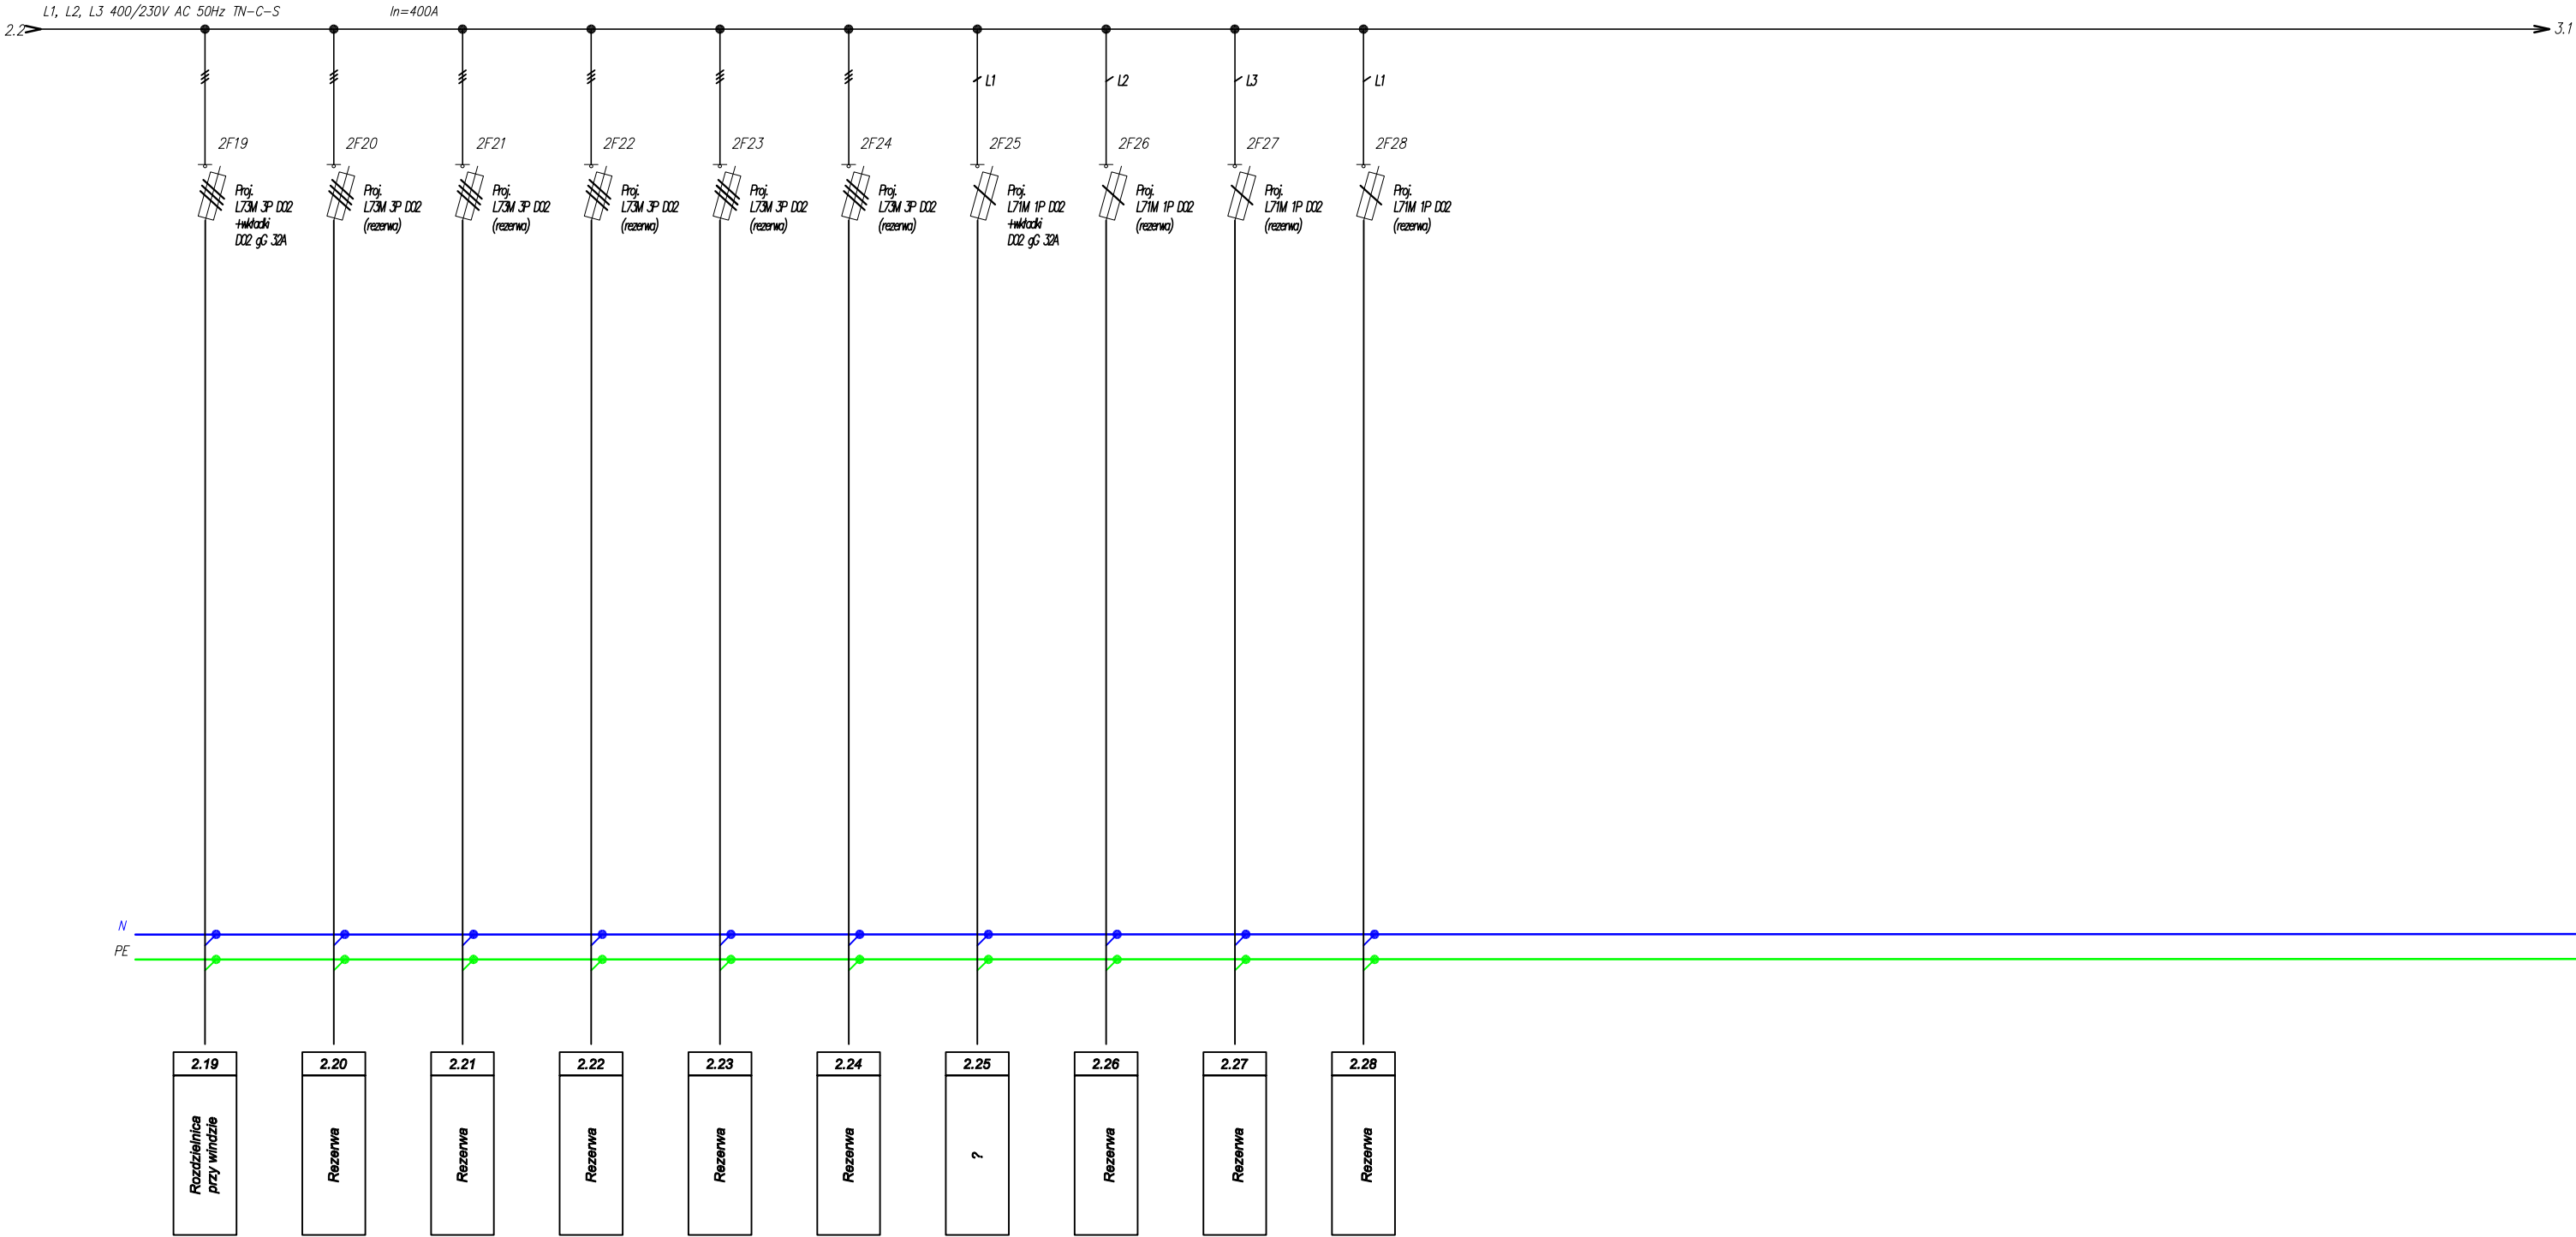 L1, L2, L3 400/230V AC 50Hz TN-C-S
In=400A
2.2
3.1
L1
L2
L3
L1
2F19
2F20
2F21
2F22
2F23
2F24
2F25
2F26
2F27
2F28
Proj.
L73M 3P D02
+wkładki
D02 gG 32A
Proj.
L73M 3P D02
(rezerwa)
Proj.
L73M 3P D02
(rezerwa)
Proj.
L73M 3P D02
(rezerwa)
Proj.
L73M 3P D02
(rezerwa)
Proj.
L73M 3P D02
(rezerwa)
Proj.
L71M 1P D02
+wkładki
D02 gG 32A
Proj.
L71M 1P D02
(rezerwa)
Proj.
L71M 1P D02
(rezerwa)
Proj.
L71M 1P D02
(rezerwa)
N
PE
2.19
Rozdzielnica
przy windzie
2.20
Rezerwa
2.21
Rezerwa
2.22
Rezerwa
2.23
Rezerwa
2.24
Rezerwa
2.25
?
2.26
Rezerwa
2.27
Rezerwa
2.28
Rezerwa